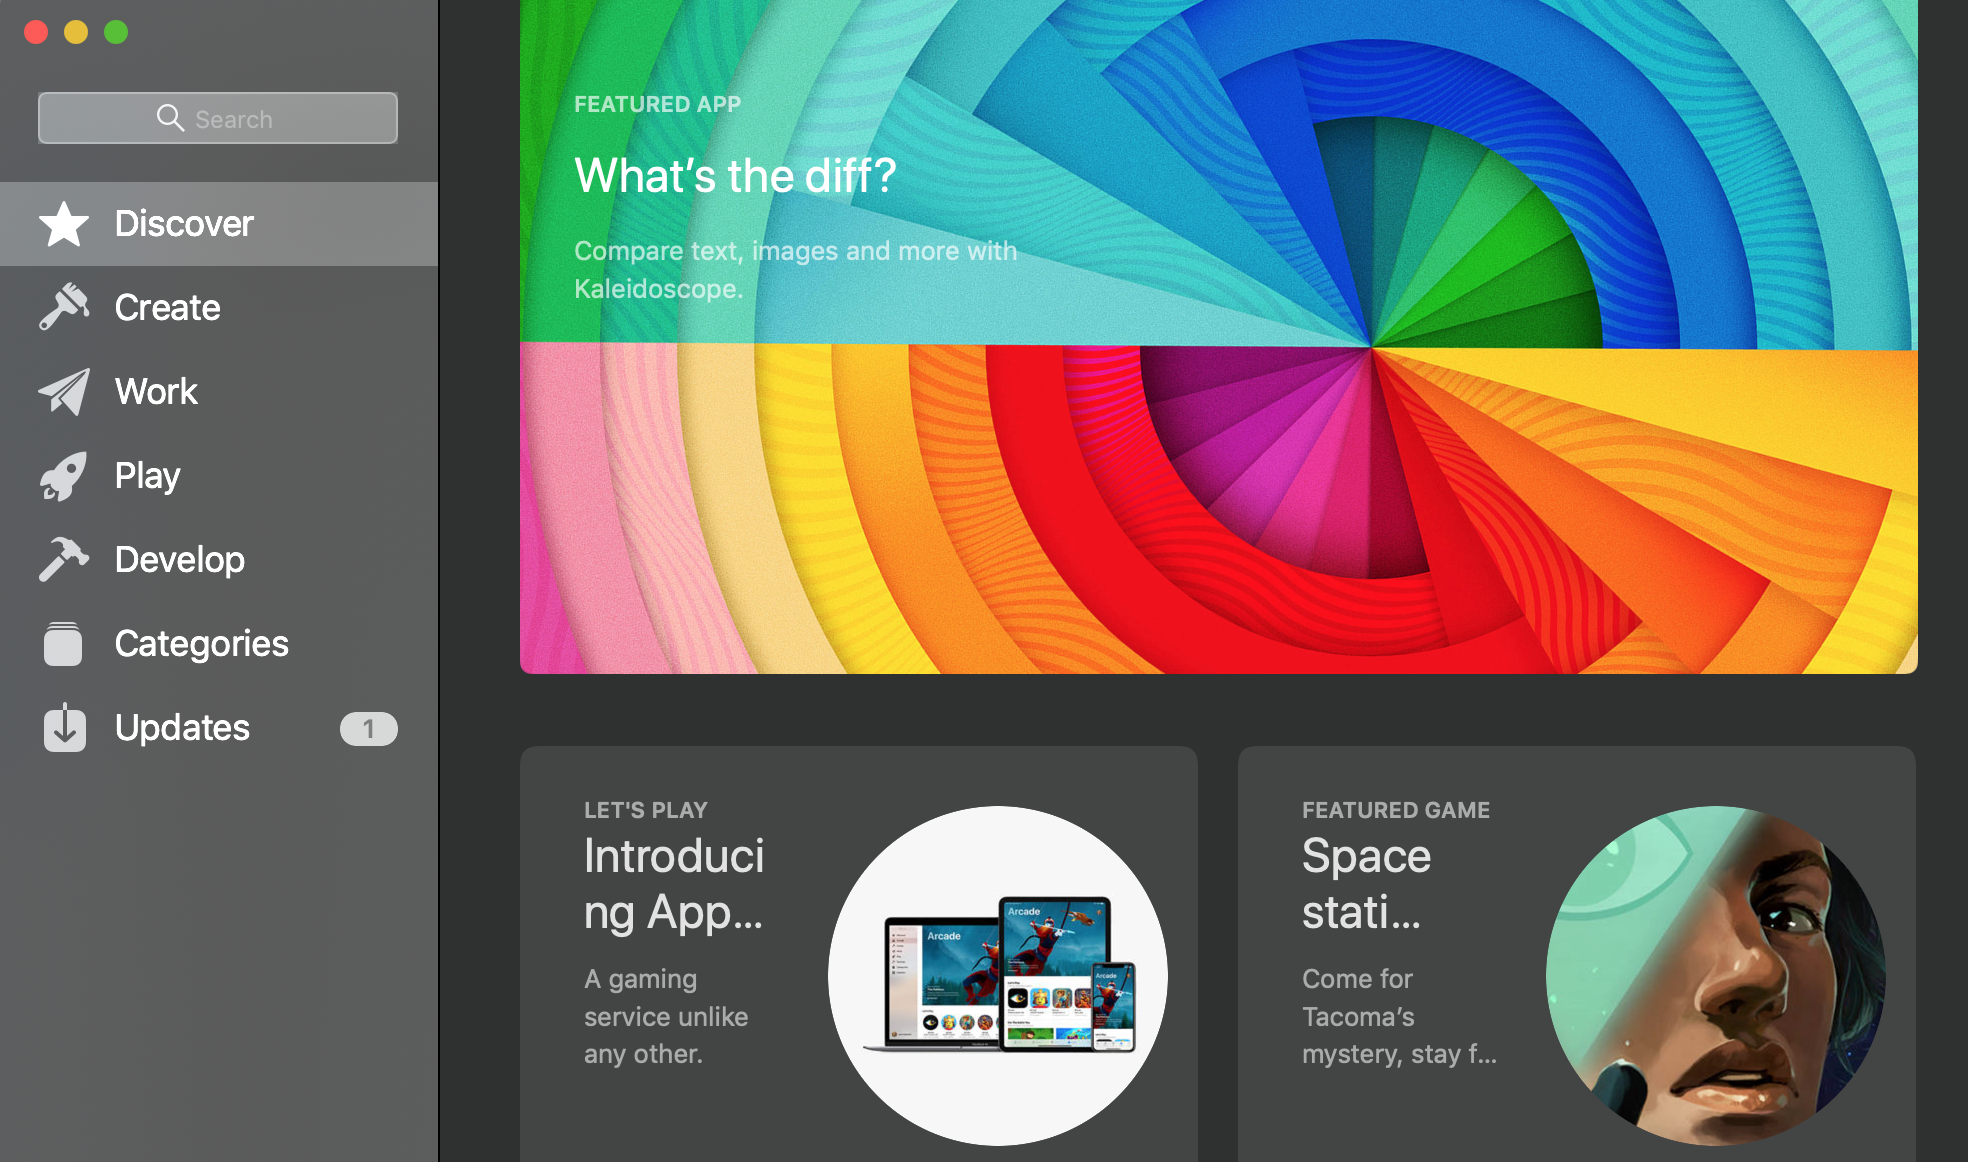 Search
Discover
Create
Work
Play
Develop
Categories
Updates 1
FEATURED APP
What's the diff?
Compare text, images and more with
Kaleidoscope.
LET'S PLAY
Introduci
ng App...
A gaming
service unlike
any other.
Arcade
Arcade
Arcade
FEATURED GAME
Space
stati...
Come for
Tacoma's
mystery, stay f...